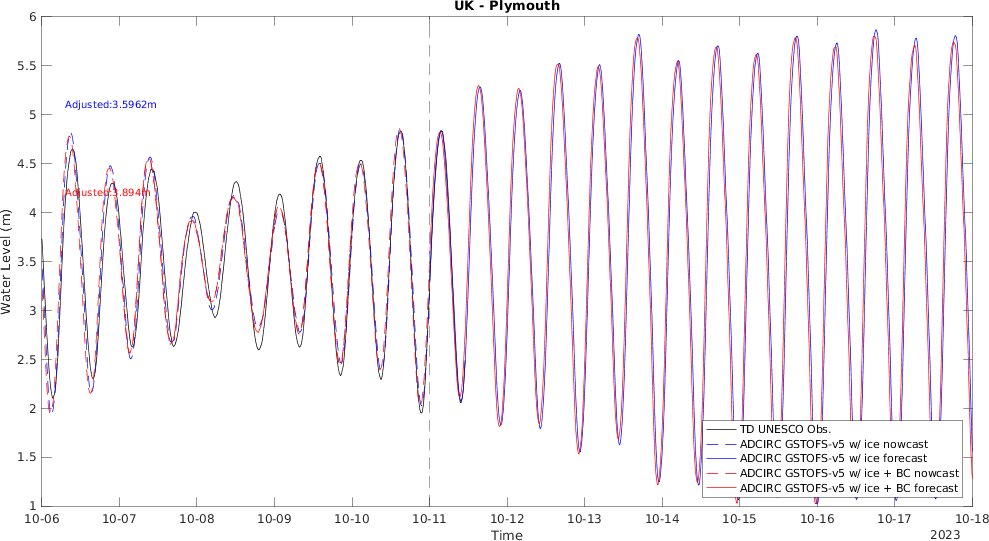 UK - Plymouth
6
5.5
5
4.5
4
3.5
3
2.5
2
1.5
1
Water Level (m)
Adjusted:3.5962m
Adjusted:3.894m
TD UNESCO Obs.
ADCIRC GSTOFS-v5 w/ ice nowcast
ADCIRC GSTOFS-v5 w/ ice forecast
ADCIRC GSTOFS-v5 w/ ice + BC nowcast
ADCIRC GSTOFS-v5 w/ ice + BC forecast
10-06 10-07 10-08 10-09 10-10 10-11 10-12 10-13 10-14 10-15 10-16 10-17 10-18
Time
2023